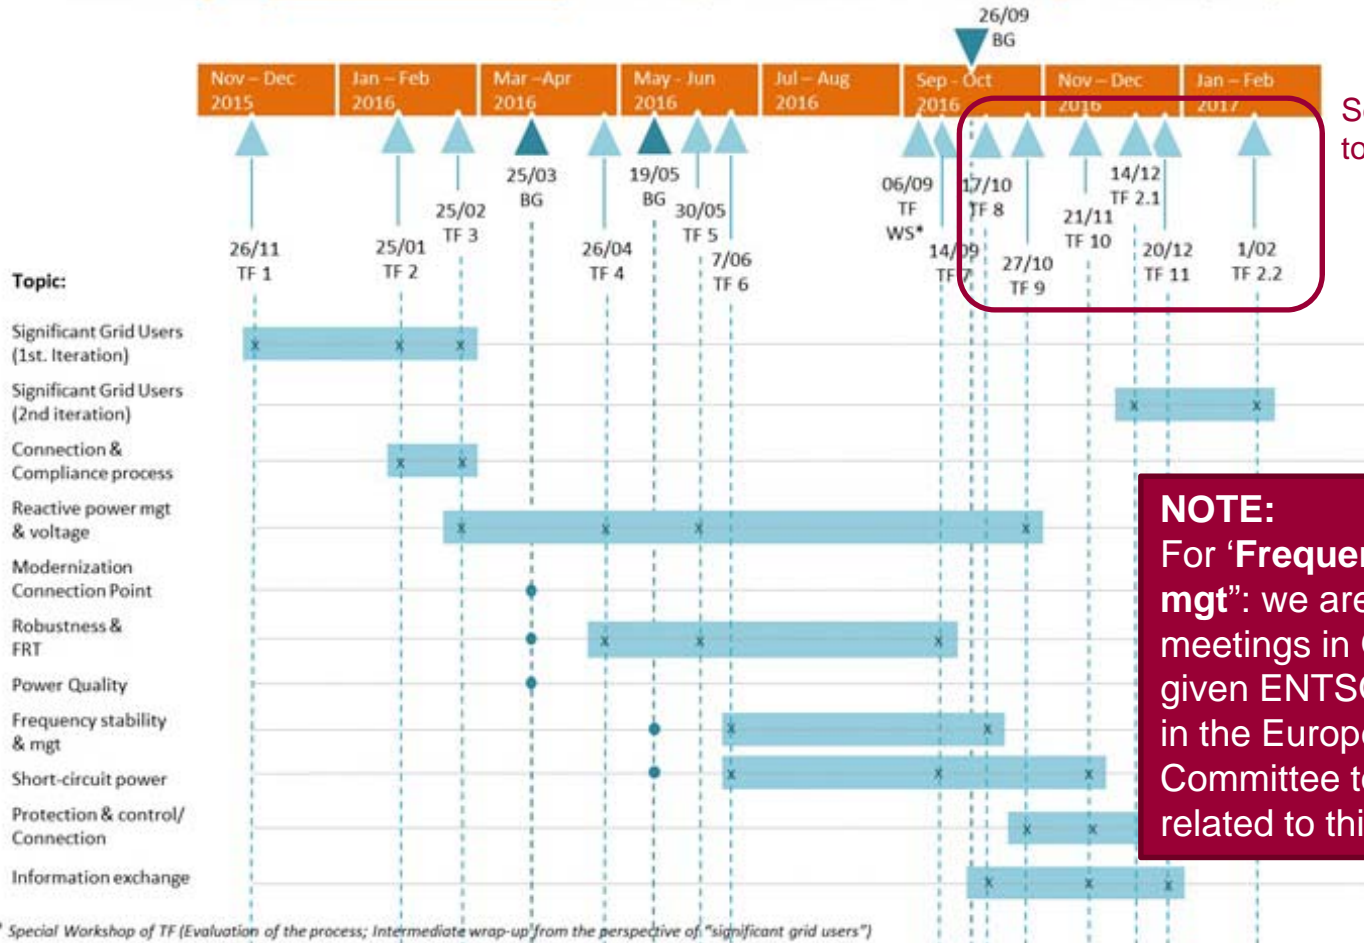 26/09
BG
Nov – Dec
2015
Jan – Feb
2016
Mar –Apr
2016
May - Jun
2016
Jul – Aug
2016
Sep - Oct
2016
Nov – Dec
2016
Jan – Feb
2017
26/11
TF 1
25/01
TF 2
25/02
TF 3
25/03
BG
26/04
TF 4
19/05
BG
30/05
TF 5
7/06
TF 6
06/09
TF
WS*
14/09
TF 7
17/10
TF 8
27/10
TF 9
21/11
TF 10
14/12
TF 2.1
20/12
TF 11
1/02
TF 2.2
Topic:
Significant Grid Users
(1st. Iteration)
x x x
Significant Grid Users
(2nd iteration)
x x
Connection &
Compliance process
x x
Reactive power mgt
& voltage
x x x x
Modernization
Connection Point
Robustness &
FRT
x x x
Power Quality
Frequency stability
& mgt
x x
Short-circuit power
x x x
Protection & control/
Connection
x x
Information exchange
x x x
NOTE:
For ‘
mgt”: we are
meetings in
given
in the
Committee
related to
* Special Workshop of TF (Evaluation of the process; Intermediate wrap-up from the perspective of "significant grid users")